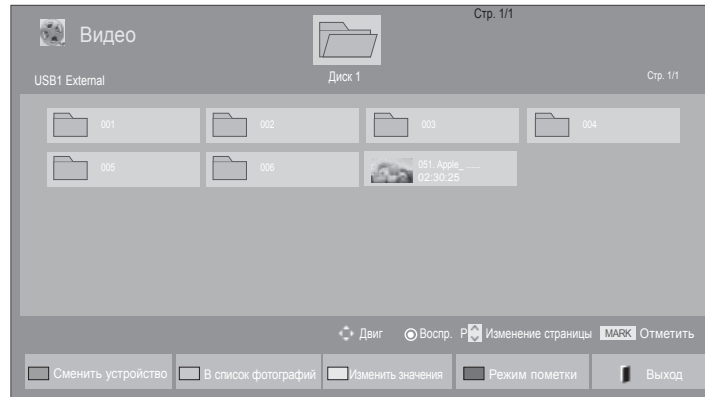 Стр. 1/1
Видео
USB1 External
Диск 1
Стр. 1/1
001
002
003
004
005
006
051. Apple_ ......
02:30:25
Двиг
Воспр.
P Изменение страницы
MARK Отметить
Сменить устройство
В список фотографий
Изменить значения
Режим пометки
Выход